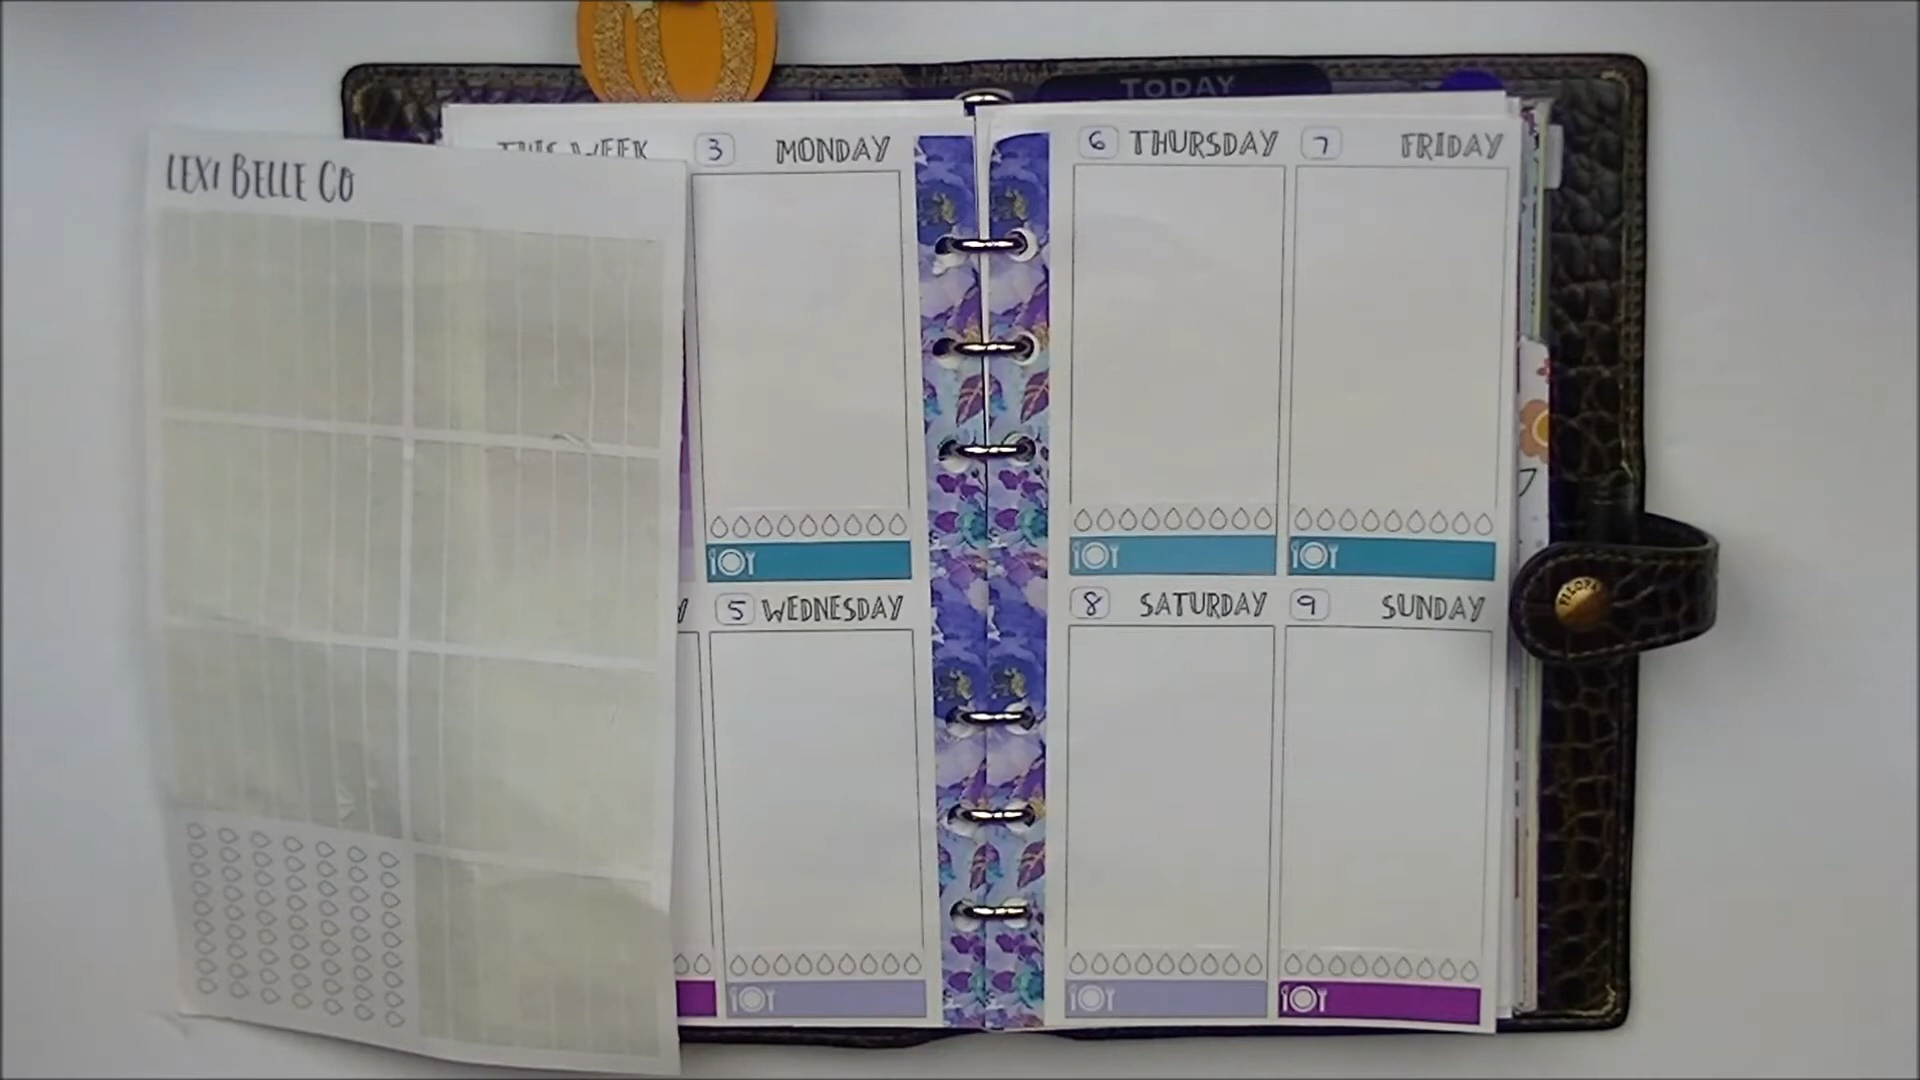 TODAY
LEXI BELLE CO
THIS WEEK
3 MONDAY
6 THURSDAY
7 FRIDAY
5 WEDNESDAY
8 SATURDAY
9 SUNDAY